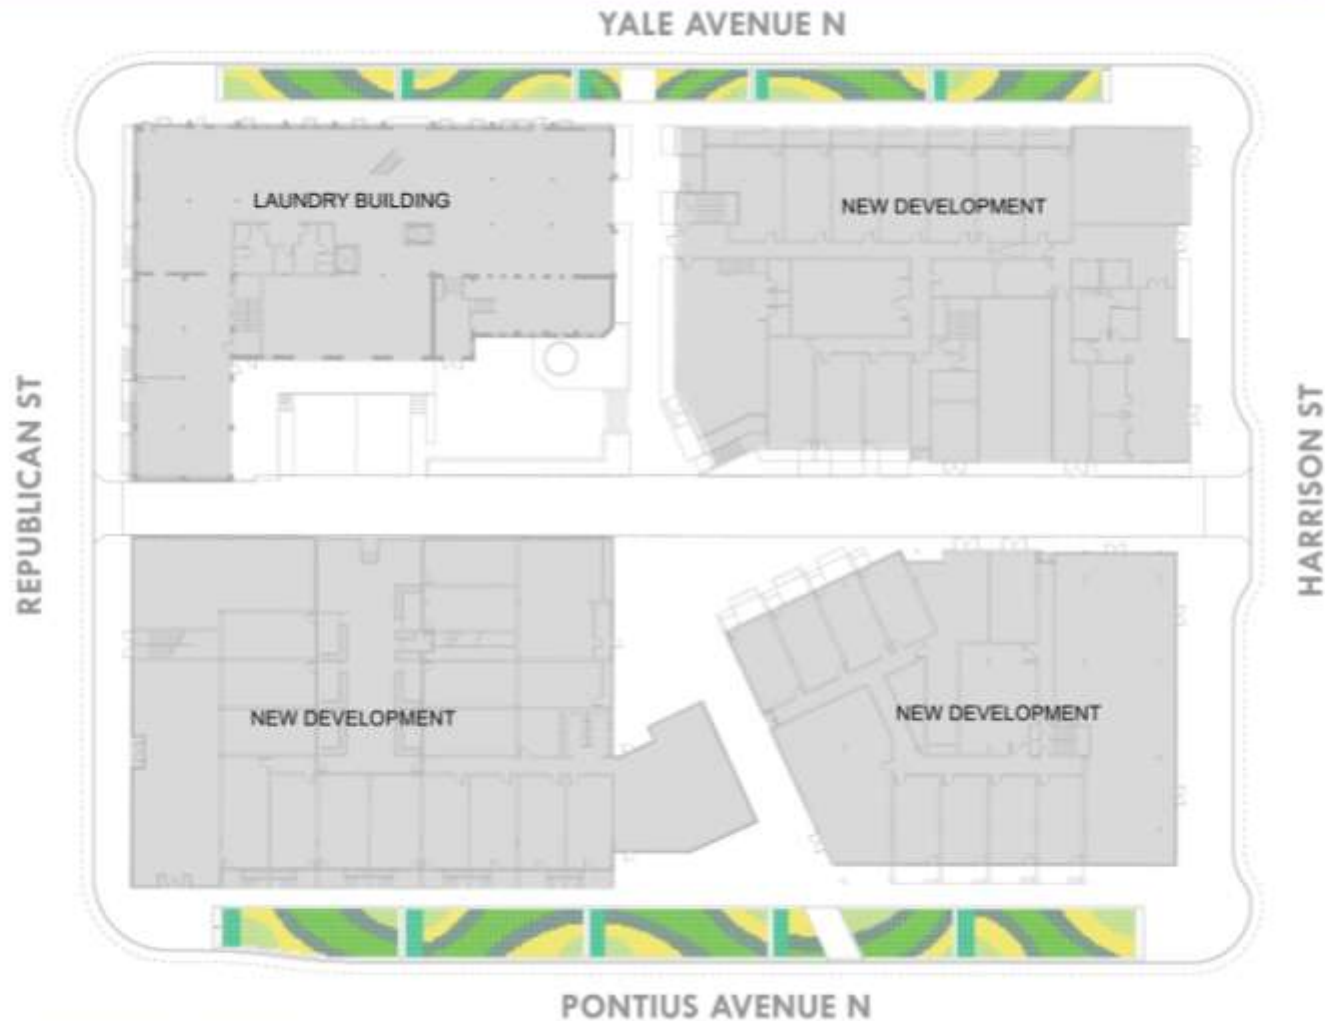 YALE AVENUE N
LAUNDRY BUILDING
NEW DEVELOPMENT
REPUBLICAN ST
HARRISON ST
NEW DEVELOPMENT
NEW DEVELOPMENT
PONTIUS AVENUE N